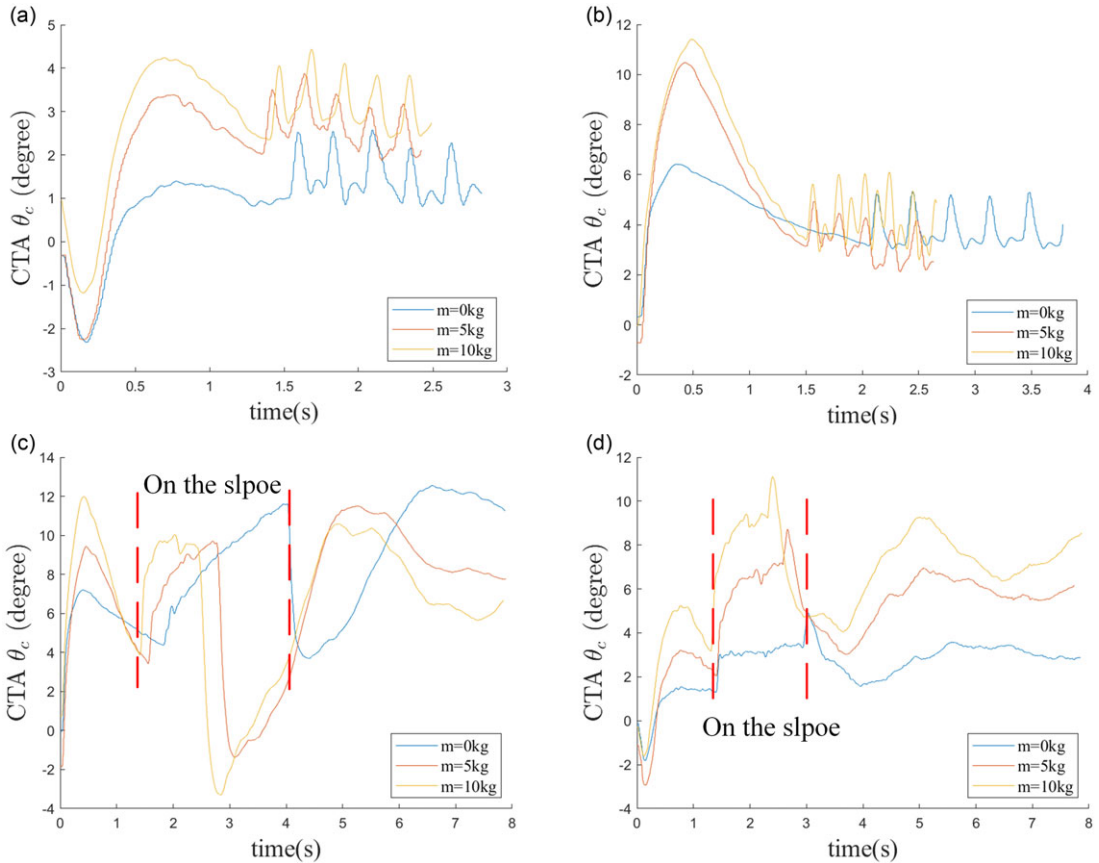 (a)
5
4
3
2
1
0
-1
-2
-3
CTA θc (degree)
0 0.5 1 1.5 2 2.5 3
time(s)
m=0kg
m=5kg
m=10kg
(b)
12
10
8
6
4
2
0
-2
CTA θc (degree)
0 0.5 1 1.5 2 2.5 3 3.5 4
time(s)
m=0kg
m=5kg
m=10kg
(c)
14
12
10
8
6
4
2
0
-2
-4
CTA θc (degree)
On the slpoe
0 1 2 3 4 5 6 7 8
time(s)
m=0kg
m=5kg
m=10kg
(d)
12
10
8
6
4
2
0
-2
-4
CTA θc (degree)
On the slpoe
0 1 2 3 4 5 6 7 8
time(s)
m=0kg
m=5kg
m=10kg